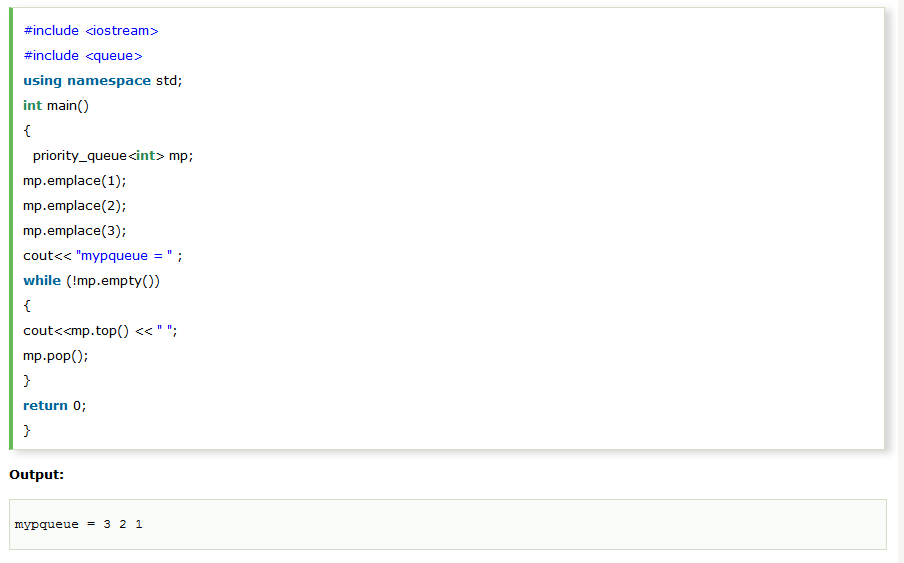 #include <iostream>
#include <queue>
using namespace std;
int main()
{
  priority_queue<int> mp;
mp.emplace(1);
mp.emplace(2);
mp.emplace(3);
cout<< "mypqueue = " ;
while (!mp.empty())
{
cout<<mp.top() << " ";
mp.pop();
}
return 0;
}
Output:
mypqueue = 3 2 1